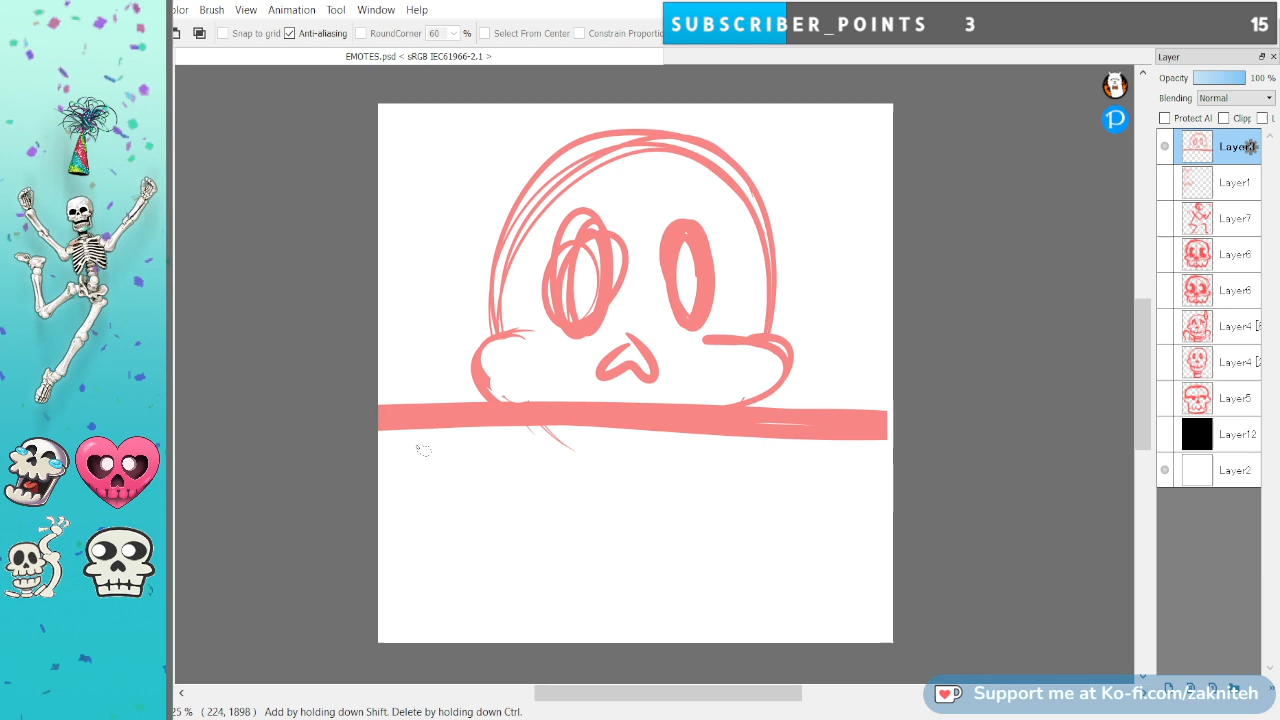 olor Brush View Animation Tool Window Help
SUBSCRIBER_POINTS 3 15
Snap to grid Anti-aliasing RoundCorner 60 % Select From Center Constrain Proportio
EMOTES.psd < sRGB IEC61966-2.1 >
Layer
Opacity 100 %
Blending Normal
Protect Al Clipp L
Layer1
Layer7
Layer6
Layer6
Layer4
Layer4
Layer5
Layer12
Layer2
Support me at Ko-fi.com/zakniteh
25 % ( 224, 1898 ) Add by holding down Shift. Delete by holding down Ctrl.